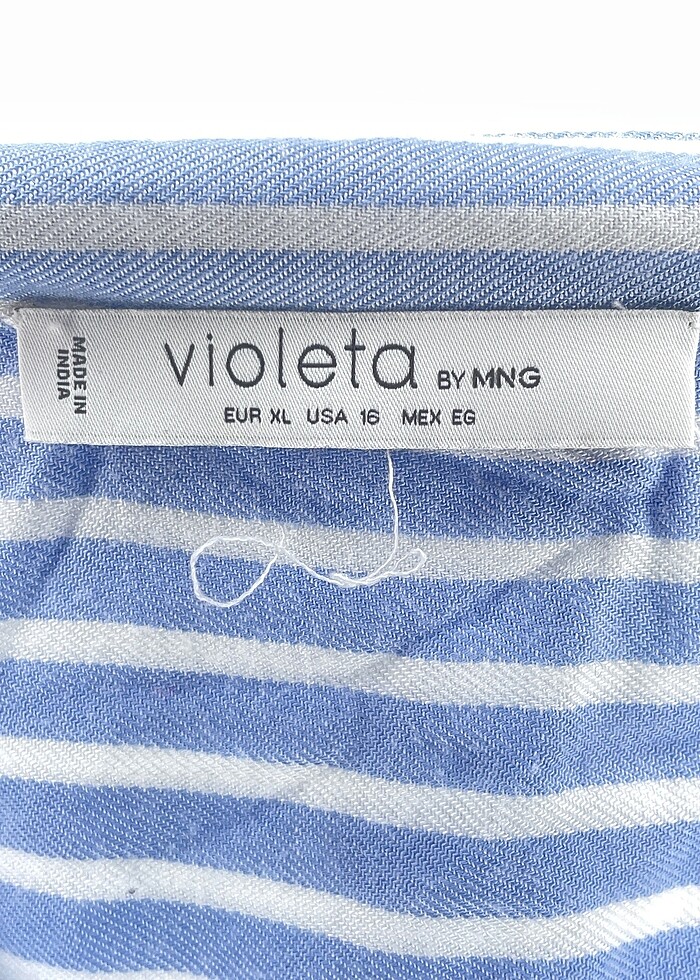 MADE IN
INDIA
violeta BY MNG
EUR XL USA 16 MEX EG